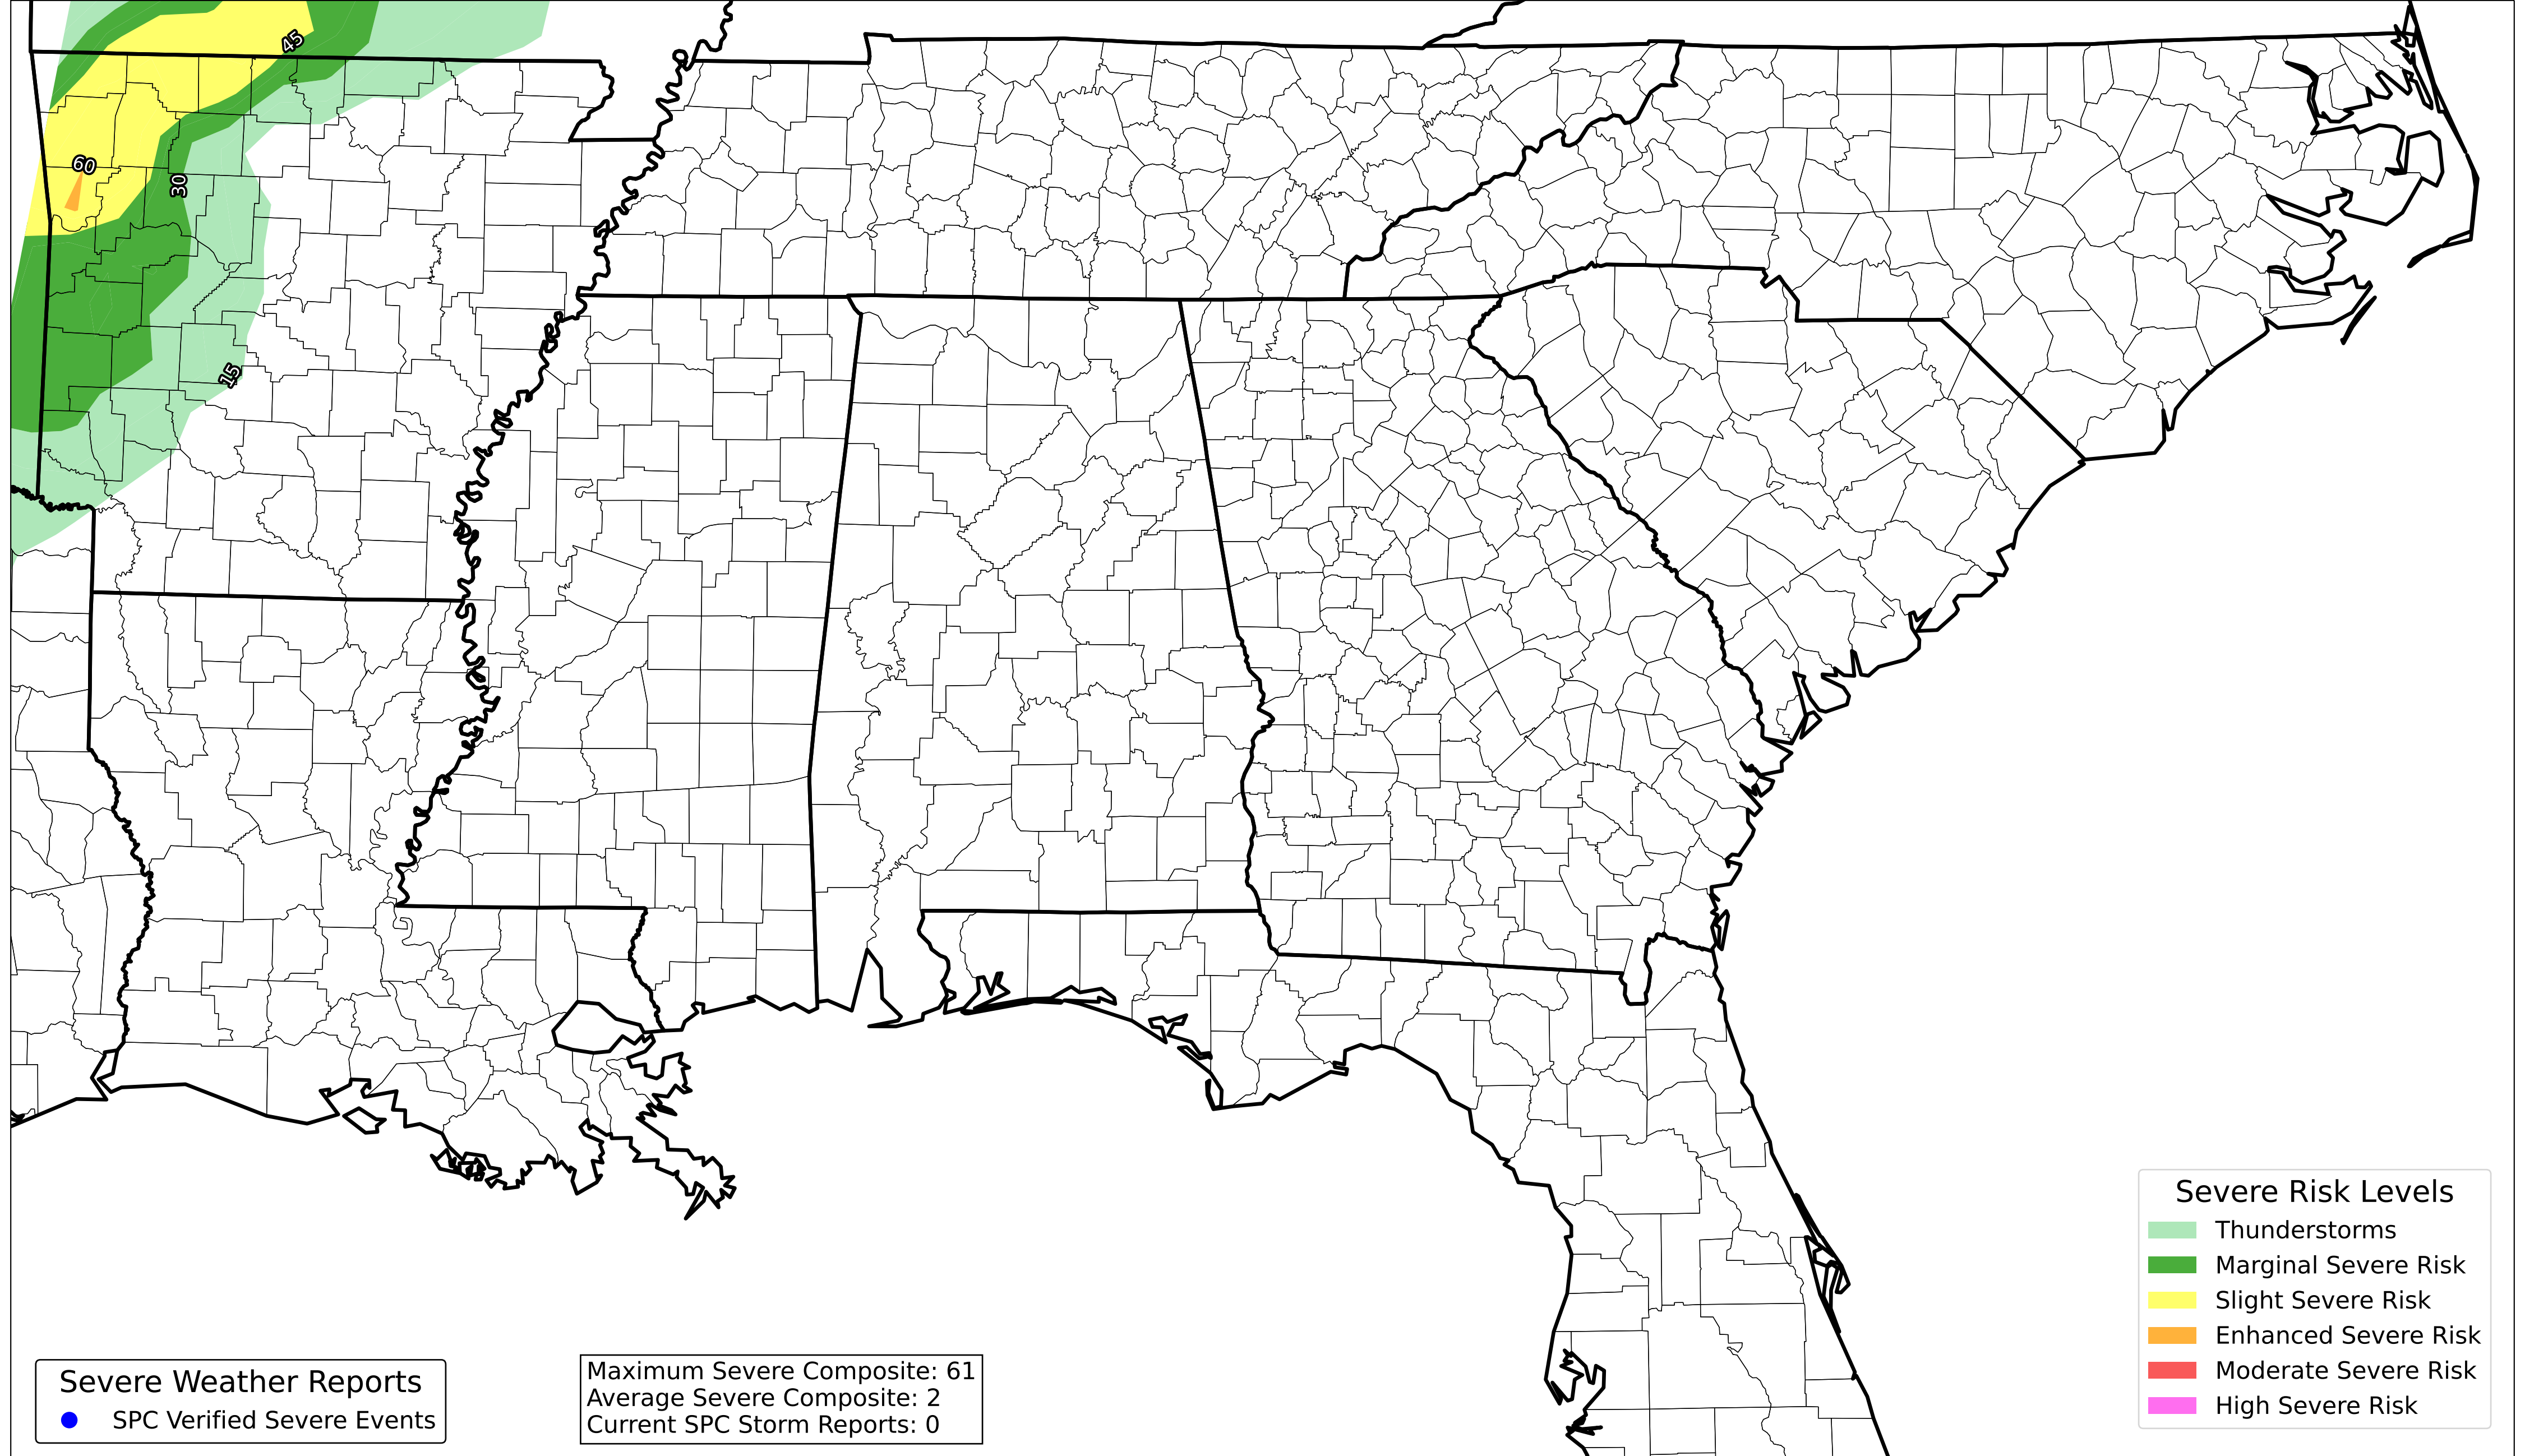 45
60
30
15
Severe Risk Levels
Thunderstorms
Marginal Severe Risk
Slight Severe Risk
Enhanced Severe Risk
Moderate Severe Risk
High Severe Risk
Severe Weather Reports
SPC Verified Severe Events
Maximum Severe Composite: 61
Average Severe Composite: 2
Current SPC Storm Reports: 0